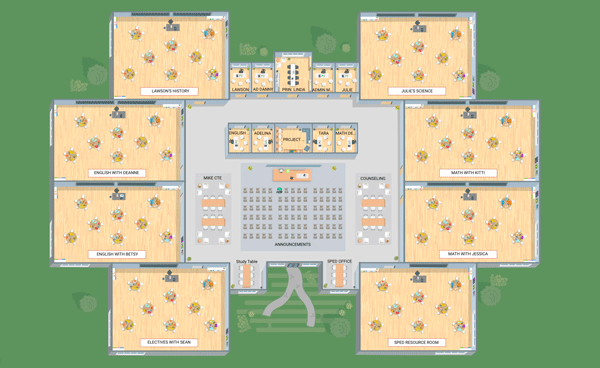 LAWSON'S HISTORY
JULIE'S SCIENCE
LAWSON
AD DANNY
PRIN. LINDA
ADMIN M...
JULIE
ENGLISH ...
ADELINA
PROJECT ...
TARA
MATH DE...
ENGLISH WITH DEANNE
MATH WITH KITTI
MIKE CTE
COUNSELING
ENGLISH WITH BETSY
MATH WITH JESSICA
ANNOUNCEMENTS
Study Table
SPED OFFICE
ELECTIVES WITH SEAN
SPED RESOURCE ROOM